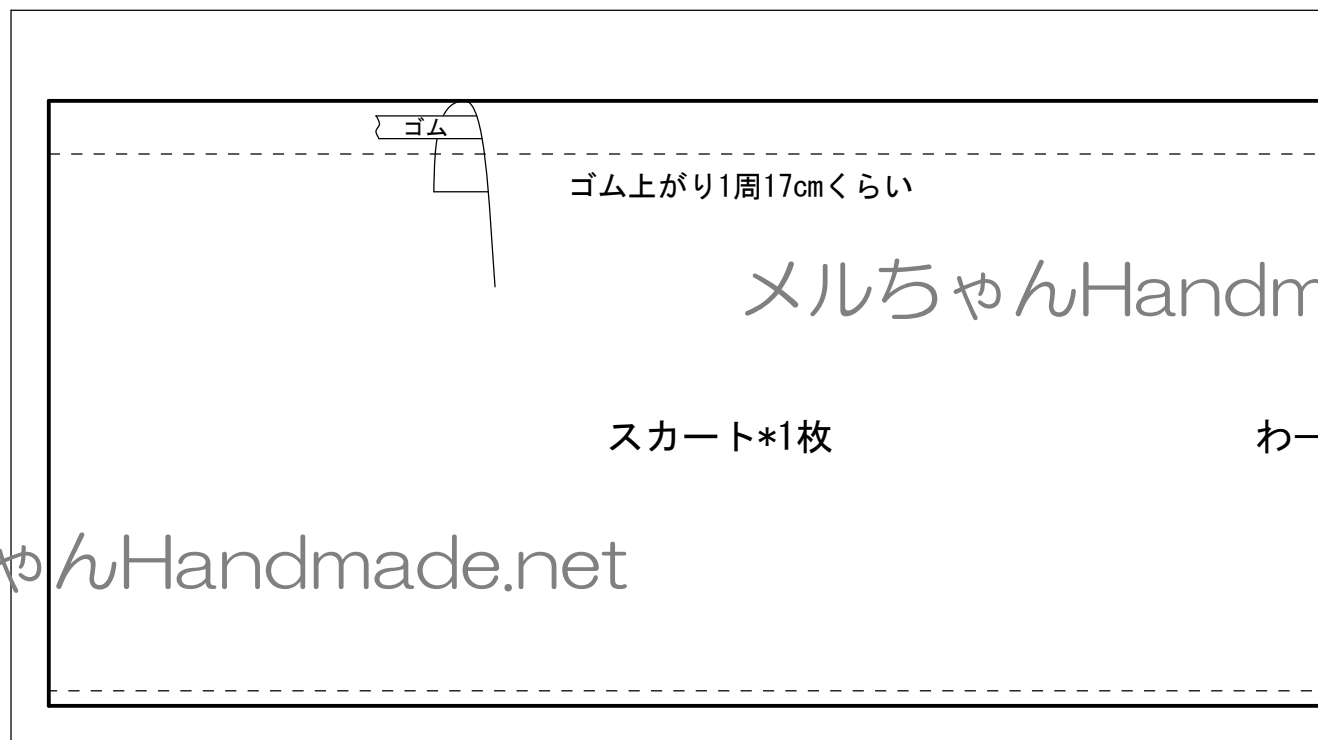 ゴム
ゴム上がり1周17cmくらい
メルちゃんHandm
スカート*1枚
わー
ゃんHandmade.net